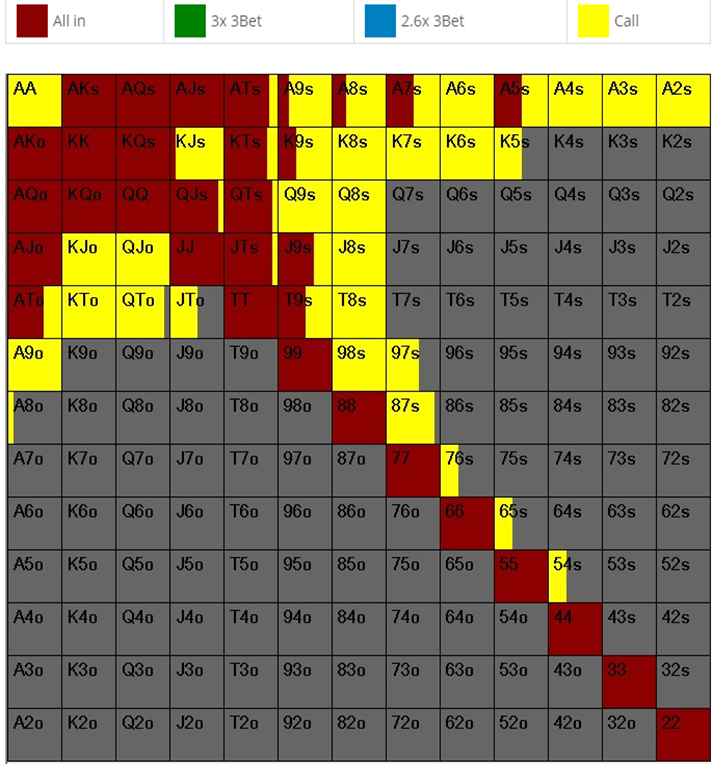 All in 3x 3Bet 2.6x 3Bet Call
AA AKs AQs AJs ATs A9s A8s A7s A6s A5s A4s A3s A2s
AKo KK KQs KJs KTs K9s K8s K7s K6s K5s K4s K3s K2s
AQo KQo QQ QJs QTs Q9s Q8s Q7s Q6s Q5s Q4s Q3s Q2s
AJo KJo QJo JJ JTs J9s J8s J7s J6s J5s J4s J3s J2s
ATo KTo QTo JTo TT T9s T8s T7s T6s T5s T4s T3s T2s
A9o K9o Q9o J9o T9o 99 98s 97s 96s 95s 94s 93s 92s
A8o K8o Q8o J8o T8o 98o 88 87s 86s 85s 84s 83s 82s
A7o K7o Q7o J7o T7o 97o 87o 77 76s 75s 74s 73s 72s
A6o K6o Q6o J6o T6o 96o 86o 76o 66 65s 64s 63s 62s
A5o K5o Q5o J5o T5o 95o 85o 75o 65o 55 54s 53s 52s
A4o K4o Q4o J4o T4o 94o 84o 74o 64o 54o 44 43s 42s
A3o K3o Q3o J3o T3o 93o 83o 73o 63o 53o 43o 33 32s
A2o K2o Q2o J2o T2o 92o 82o 72o 62o 52o 42o 32o 22